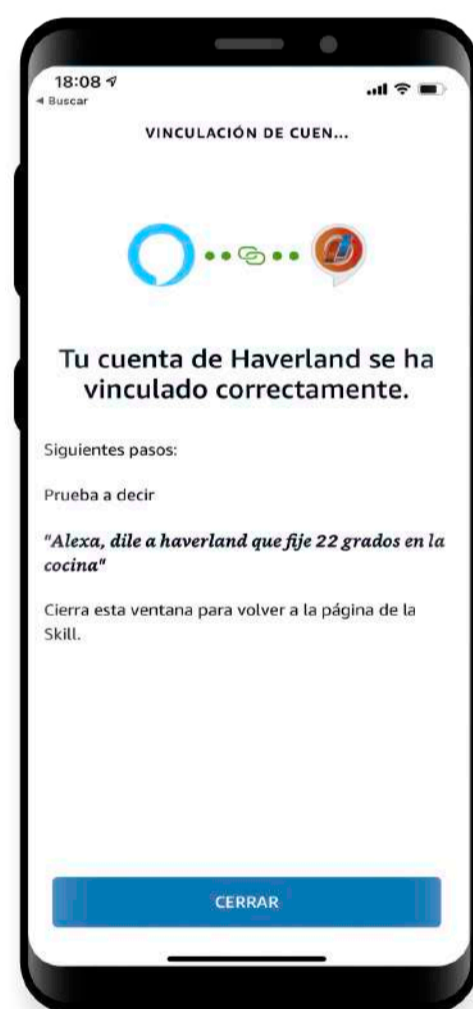 18:08
Buscar
VINCULACIÓN DE CUEN...
Tu cuenta de Haverland se ha
vinculado correctamente.
Siguientes pasos:
Prueba a decir
"Alexa, dile a haverland que fije 22 grados en la
cocina"
Cierra esta ventana para volver a la página de la
Skill.
CERRAR